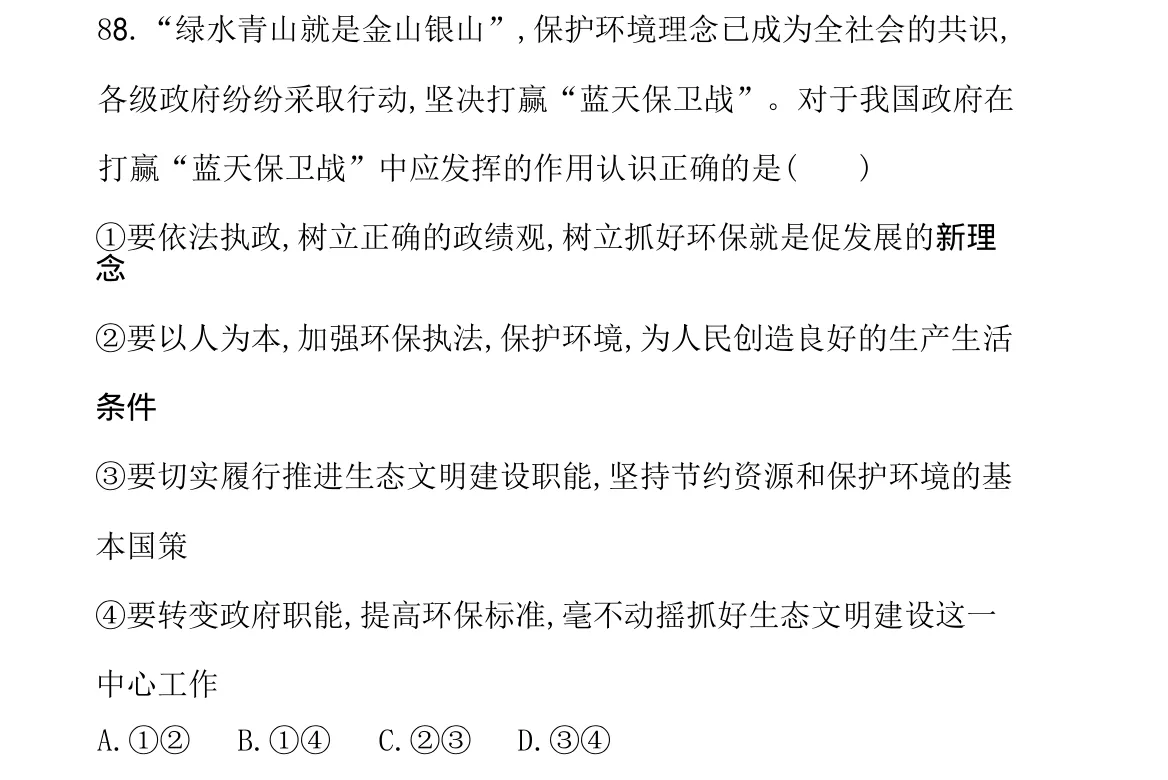 88.“绿水青山就是金山银山”,保护环境理念已成为全社会的共识,
各级政府纷纷采取行动,坚决打赢“蓝天保卫战”。对于我国政府在
打赢“蓝天保卫战”中应发挥的作用认识正确的是(　　)
①要依法执政,树立正确的政绩观,树立抓好环保就是促发展的新理
念
②要以人为本,加强环保执法,保护环境,为人民创造良好的生产生活
条件
③要切实履行推进生态文明建设职能,坚持节约资源和保护环境的基
本国策
④要转变政府职能,提高环保标准,毫不动摇抓好生态文明建设这一
中心工作
A.①②　B.①④　C.②③　D.③④